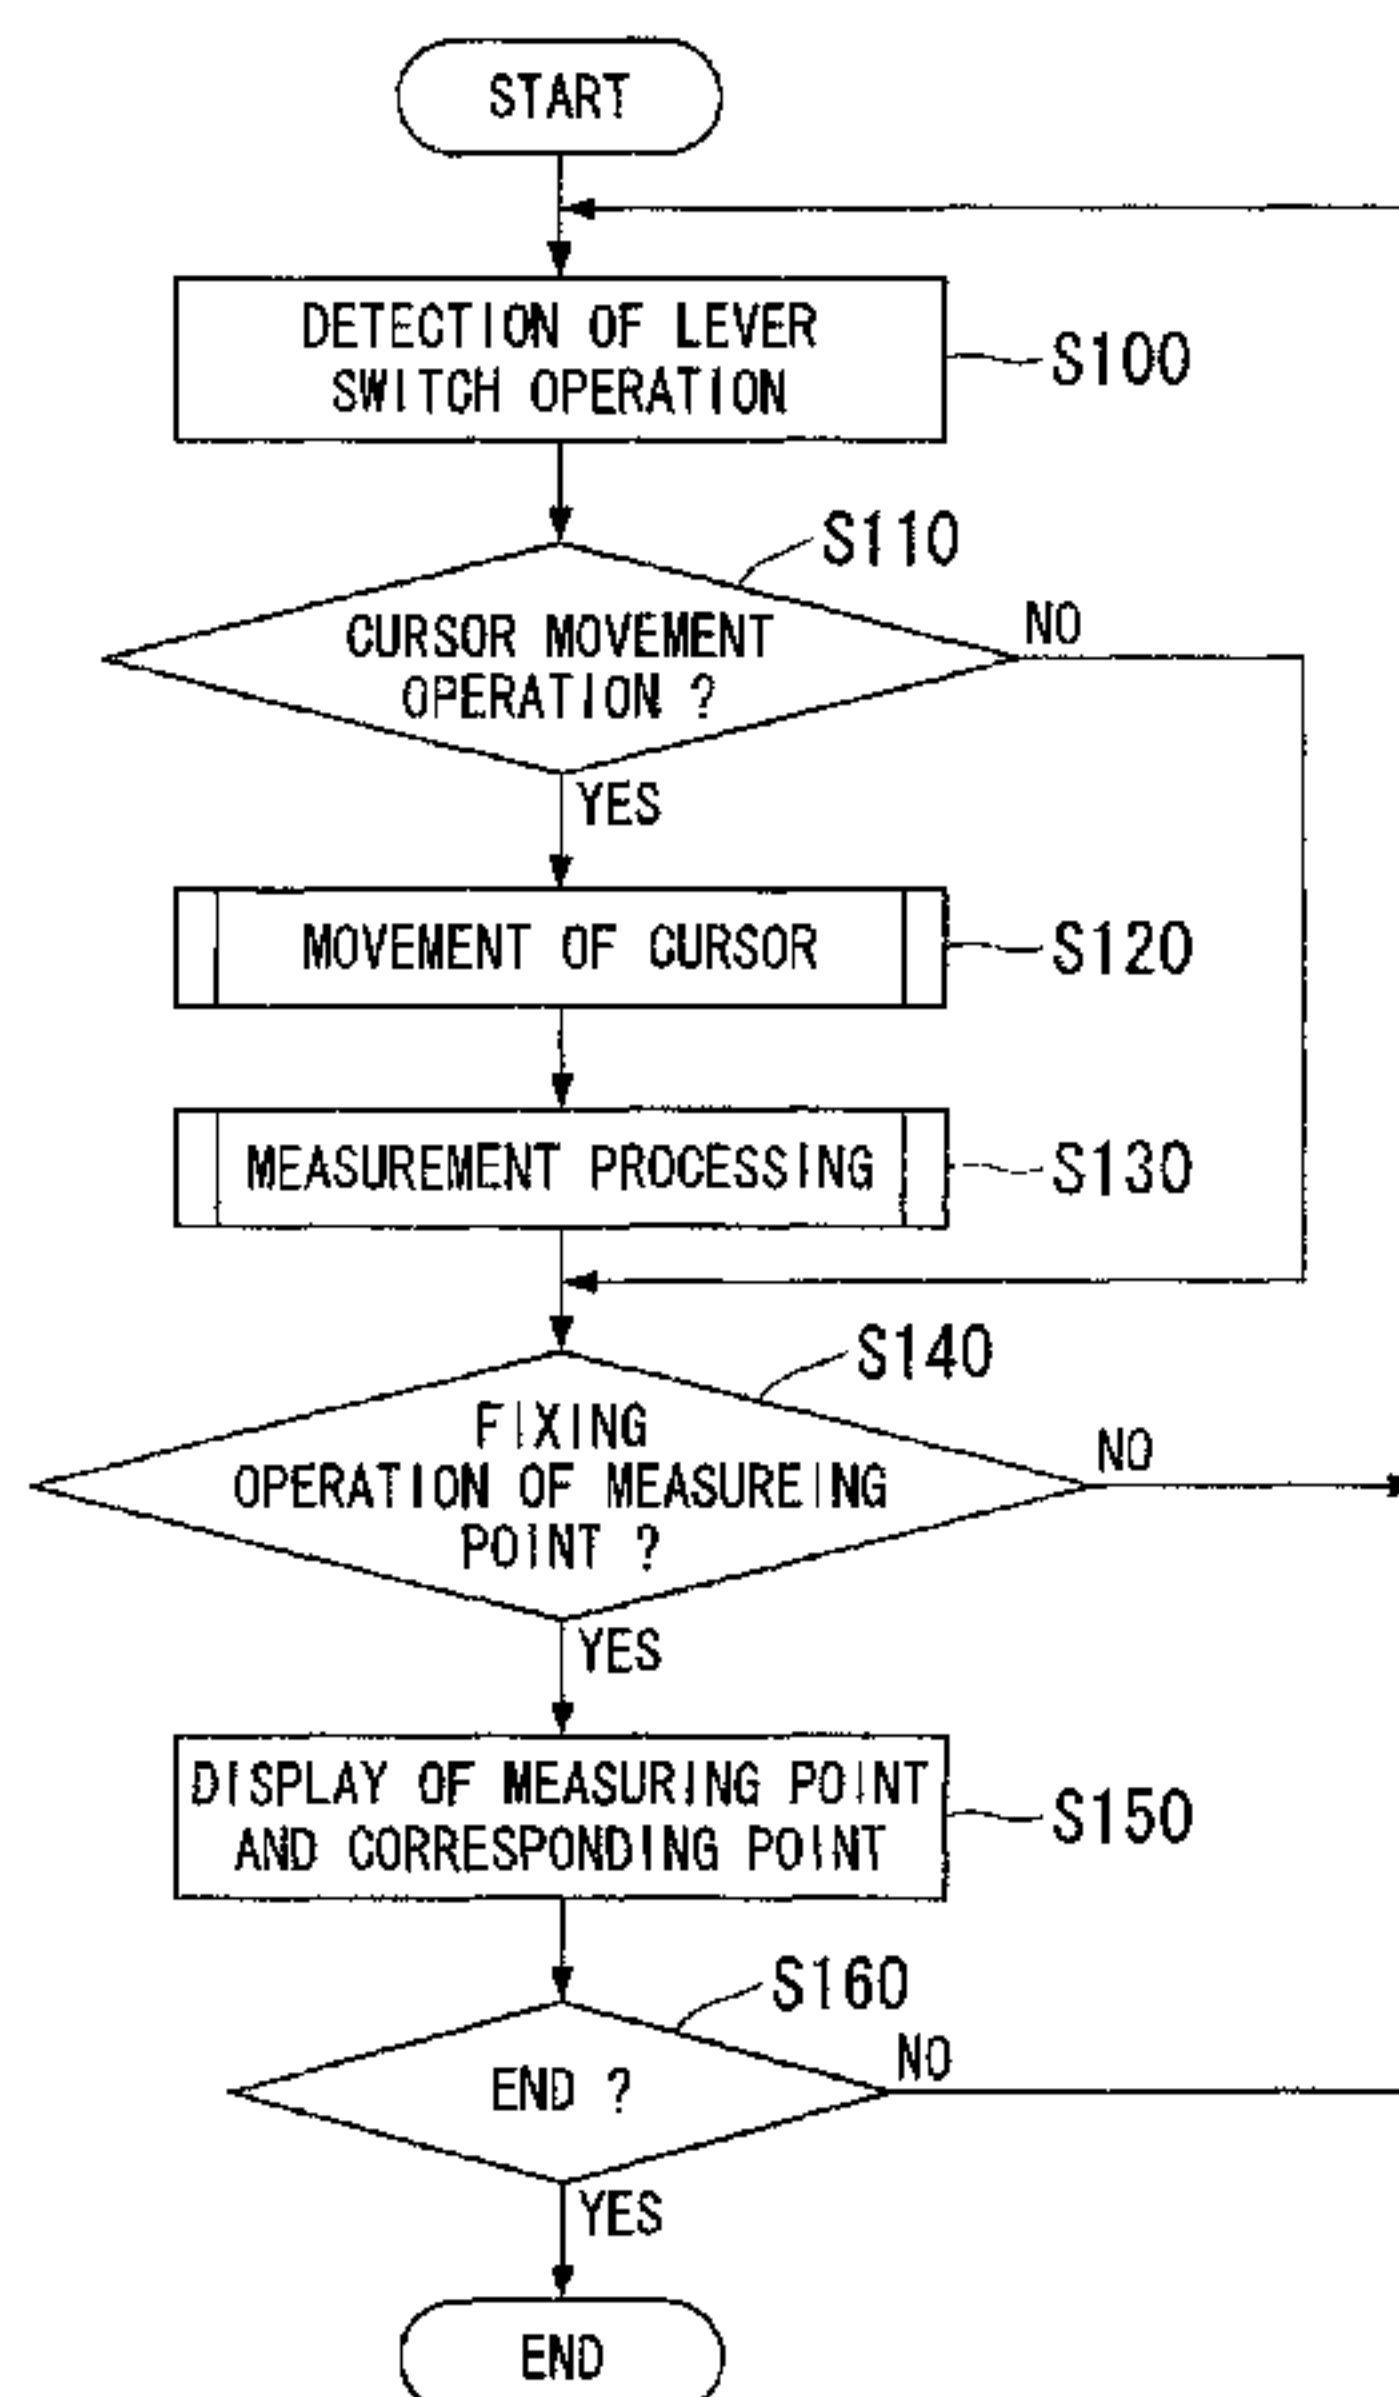 START
DETECTION OF LEVER
SWITCH OPERATION
S100
S110
CURSOR MOVEMENT
OPERATION ?
NO
YES
MOVEMENT OF CURSOR
S120
MEASUREMENT PROCESSING
S130
S140
FIXING
OPERATION OF MEASUREING
POINT ?
NO
YES
DISPLAY OF MEASURING POINT
AND CORRESPONDING POINT
S150
S160
END ?
NO
YES
END